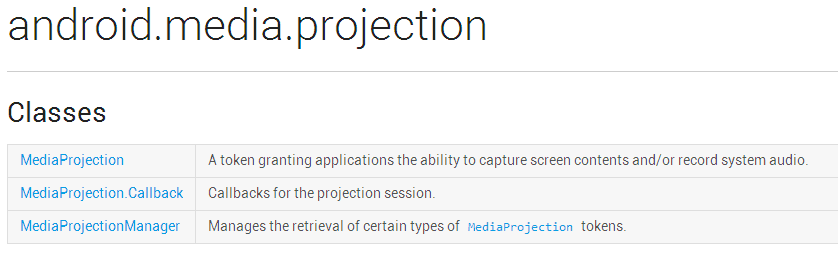 android.media.projection
Classes
MediaProjection A token granting applications the ability to capture screen contents and/or record system audio.
MediaProjection.Callback Callbacks for the projection session.
MediaProjectionManager Manages the retrieval of certain types of MediaProjection tokens.